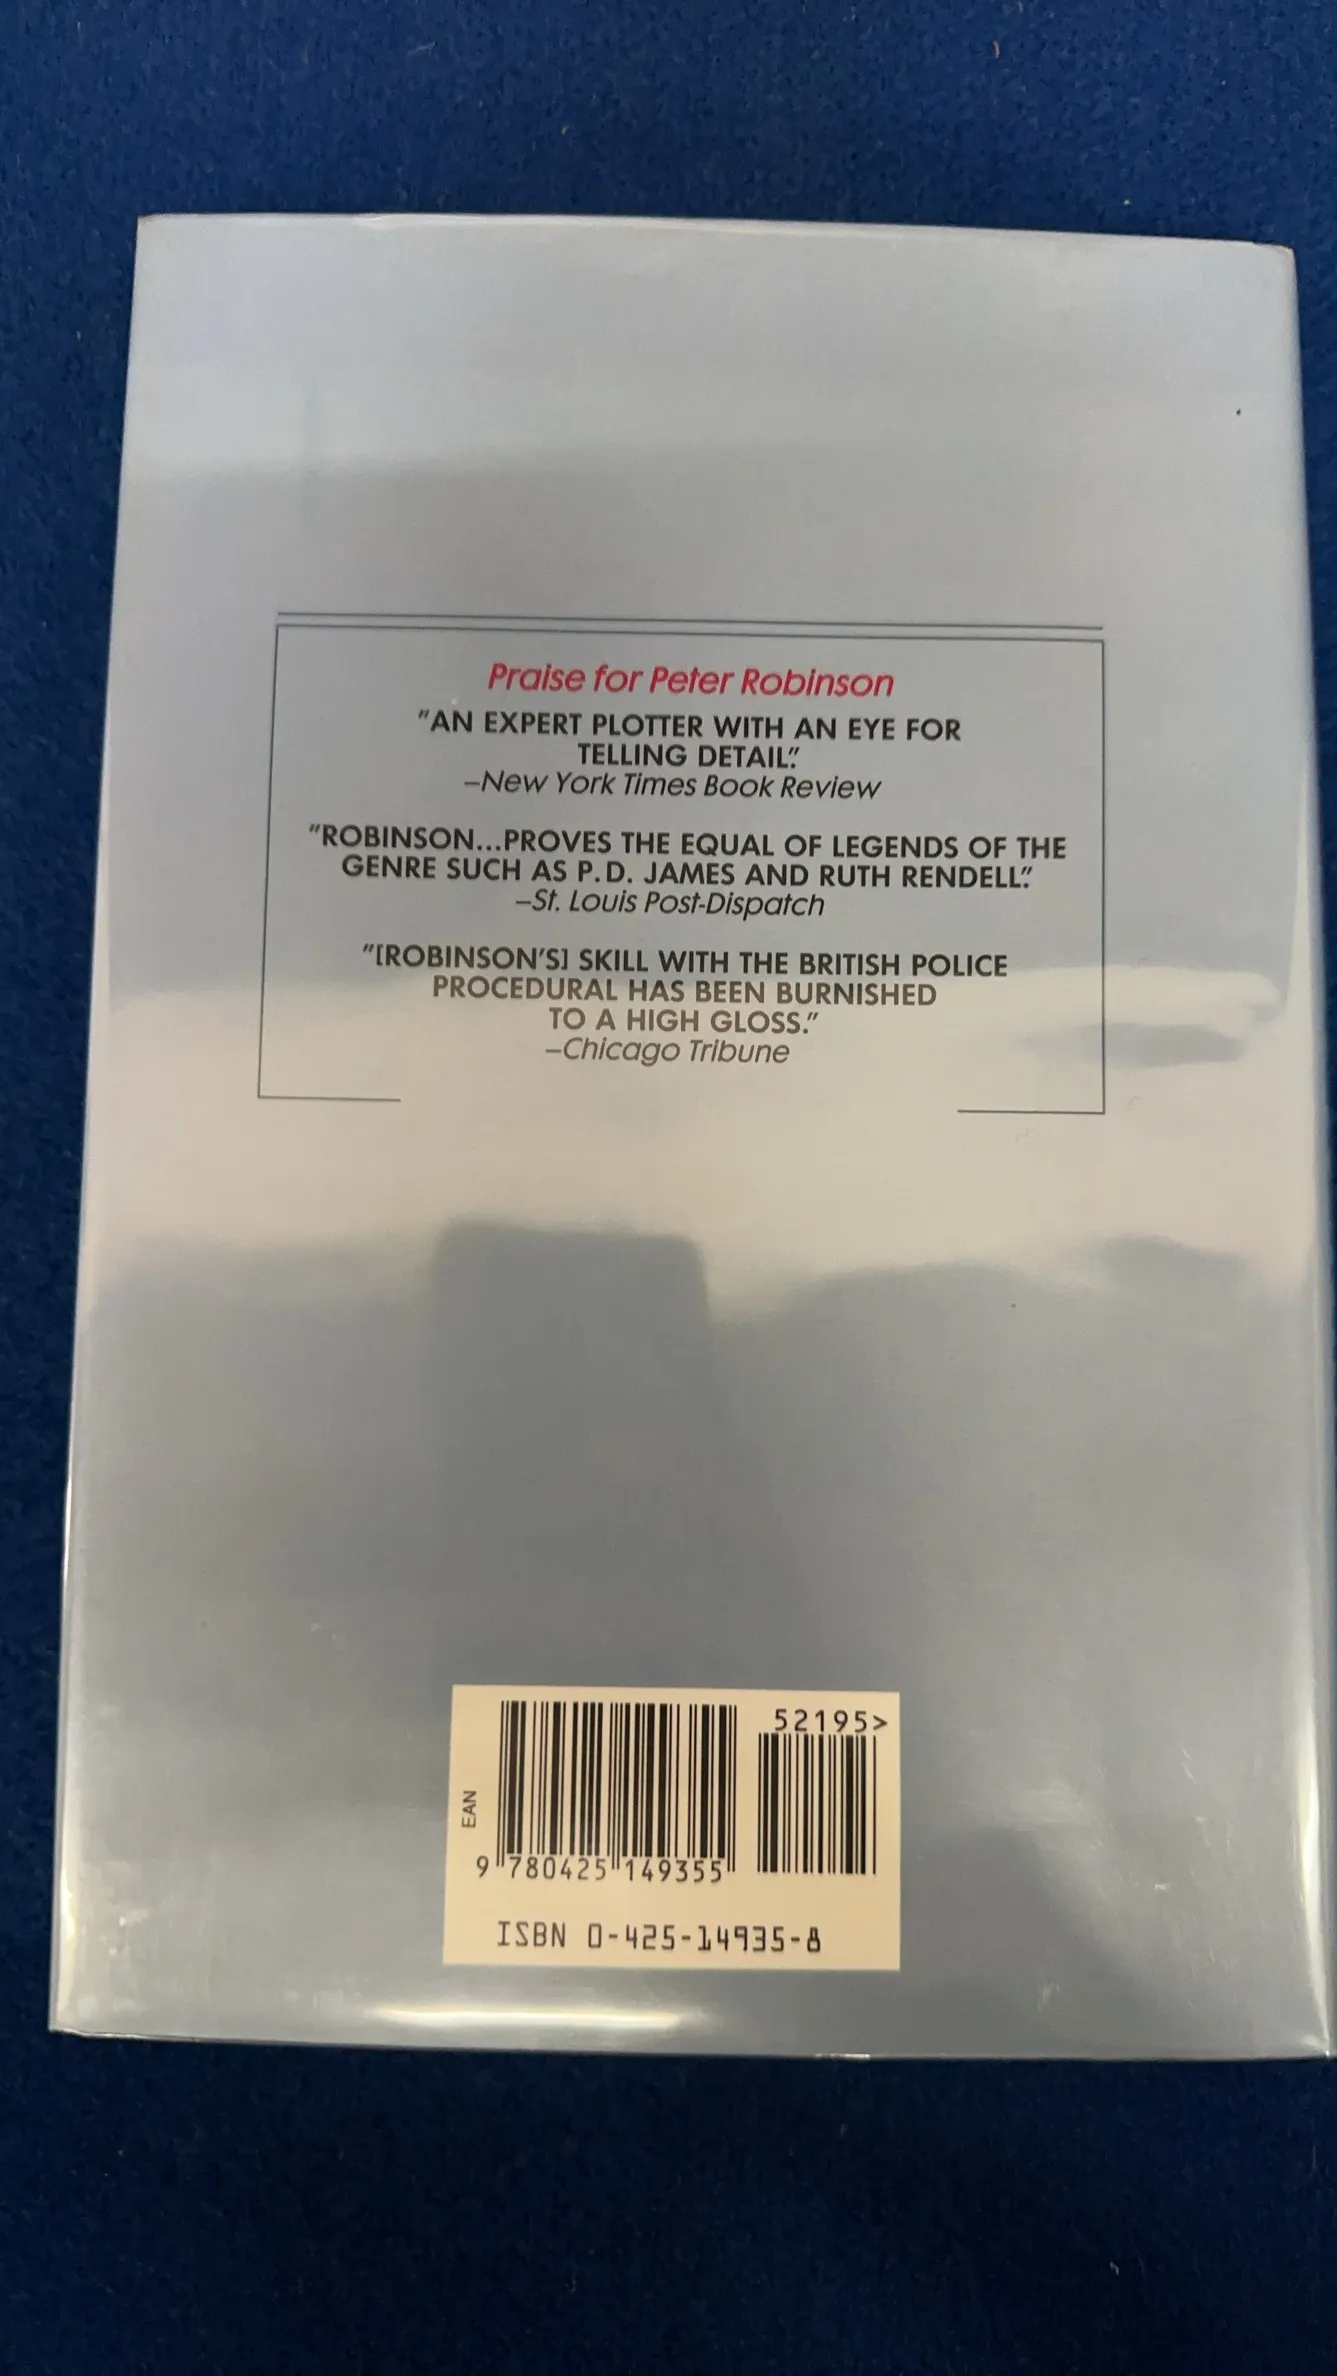 Praise for Peter Robinson
"AN EXPERT PLOTTER WITH AN EYE FOR
TELLING DETAIL."
–New York Times Book Review
"ROBINSON...PROVES THE EQUAL OF LEGENDS OF THE
GENRE SUCH AS P.D. JAMES AND RUTH RENDELL."
–St. Louis Post-Dispatch
"[ROBINSON'S] SKILL WITH THE BRITISH POLICE
PROCEDURAL HAS BEEN BURNISHED
TO A HIGH GLOSS."
–Chicago Tribune
52195>
EAN
9 780425 149355
ISBN 0-425-14935-8